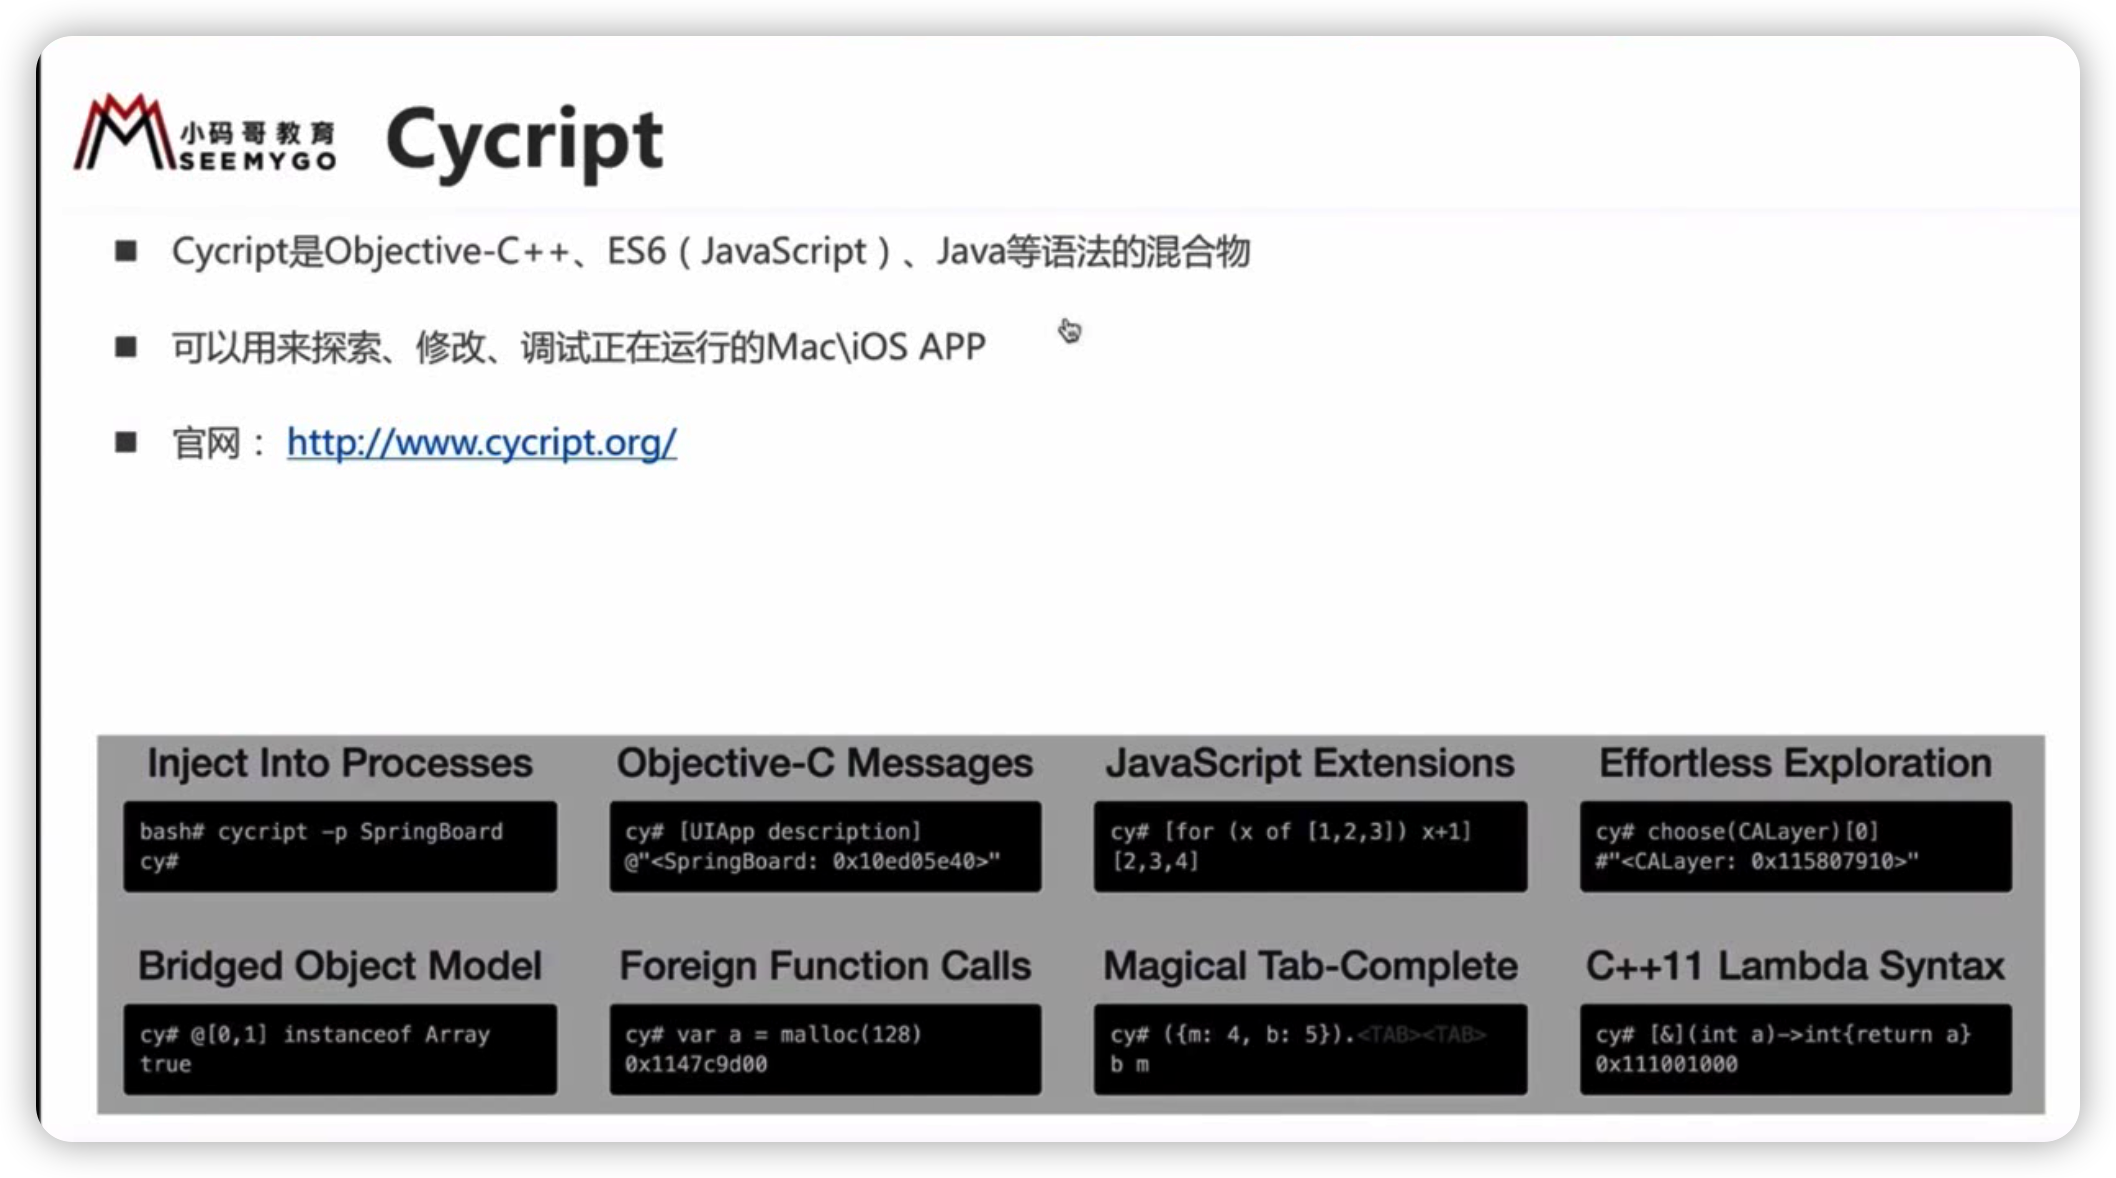 小码哥教育
SEEMYGO
Cycript
■ Cycript是Objective-C++、ES6（JavaScript）、Java等语法的混合物
■ 可以用来探索、修改、调试正在运行的Mac\iOS APP
■ 官网： http://www.cycript.org/
Inject Into Processes
bash# cycript -p SpringBoard
cy#
Objective-C Messages
cy# [UIApp description]
@"<SpringBoard: 0x10ed05e40>"
JavaScript Extensions
cy# [for (x of [1,2,3]) x+1]
[2,3,4]
Effortless Exploration
cy# choose(CALayer)[0]
#"<CALayer: 0x115807910>"
Bridged Object Model
cy# @[0,1] instanceof Array
true
Foreign Function Calls
cy# var a = malloc(128)
0x1147c9d00
Magical Tab-Complete
cy# ({m: 4, b: 5}).<TAB><TAB>
b m
C++11 Lambda Syntax
cy# [&](int a)->int{return a}
0x111001000